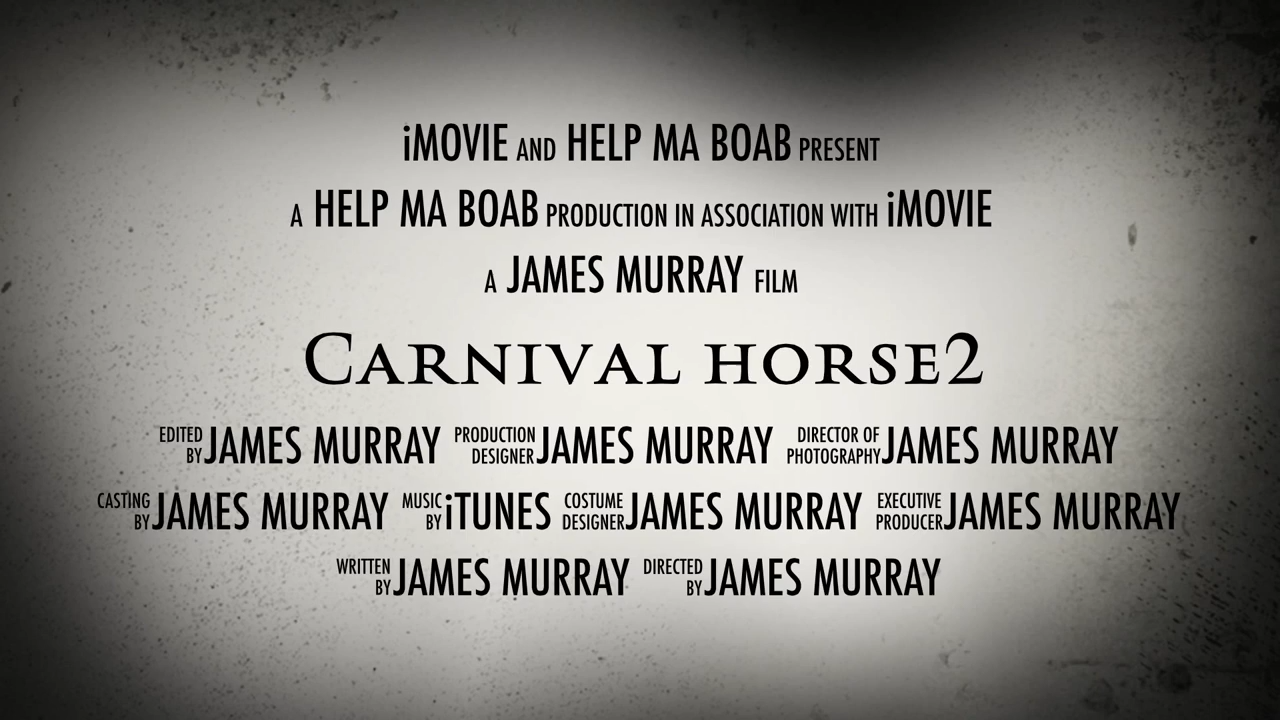 iMOVIE AND HELP MA BOAB PRESENT
A HELP MA BOAB PRODUCTION IN ASSOCIATION WITH iMOVIE
A JAMES MURRAY FILM
CARNIVAL HORSE2
EDITED BY JAMES MURRAY PRODUCTION DESIGNER JAMES MURRAY DIRECTOR OF PHOTOGRAPHY JAMES MURRAY
CASTING BY JAMES MURRAY MUSIC BY iTUNES COSTUME DESIGNER JAMES MURRAY EXECUTIVE PRODUCER JAMES MURRAY
WRITTEN BY JAMES MURRAY DIRECTED BY JAMES MURRAY